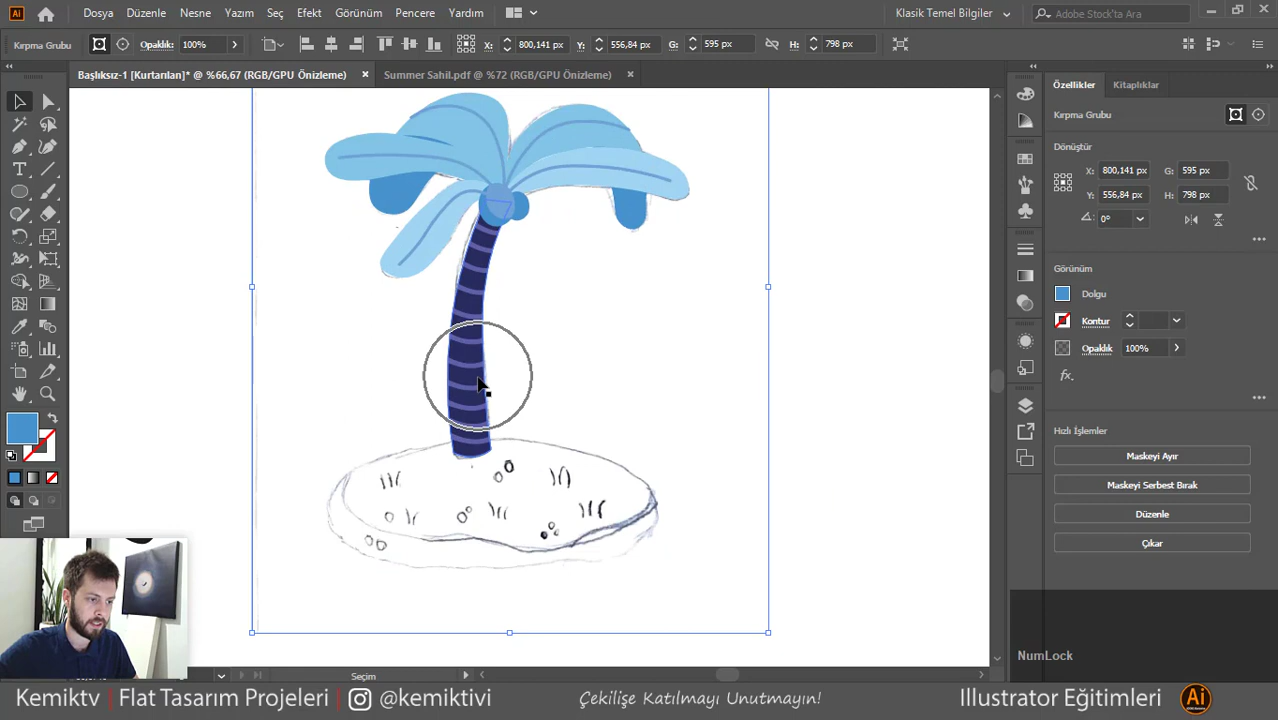 Dosya Düzenle Nesne Yazım Seç Efekt Görünüm Pencere Yardım
Klasik Temel Bilgiler
Adobe Stock'ta Ara
Kırpma Grubu
Opaklık: 100%
X: 800,141 px Y: 556,84 px G: 595 px H: 798 px
Başlıksız-1 [Kurtarılan]* @ %66,67 (RGB/GPU Önizleme)
Summer Sahil.pdf @ %72 (RGB/GPU Önizleme)
Özellikler
Kitaplıklar
Kırpma Grubu
Dönüştür
X: 800,141 px G: 595 px
Y: 556,84 px H: 798 px
0°
Görünüm
Dolgu
Kontur
Opaklık 100%
fx.
Hızlı İşlemler
Maskeyi Ayır
Maskeyi Serbest Bırak
Düzenle
Çıkar
NumLock
Seçim
Kemiktv | Flat Tasarım Projeleri @kemiktivi
Çekilişe Katılmayı Unutmayın!
Illustrator Eğitimleri Ai